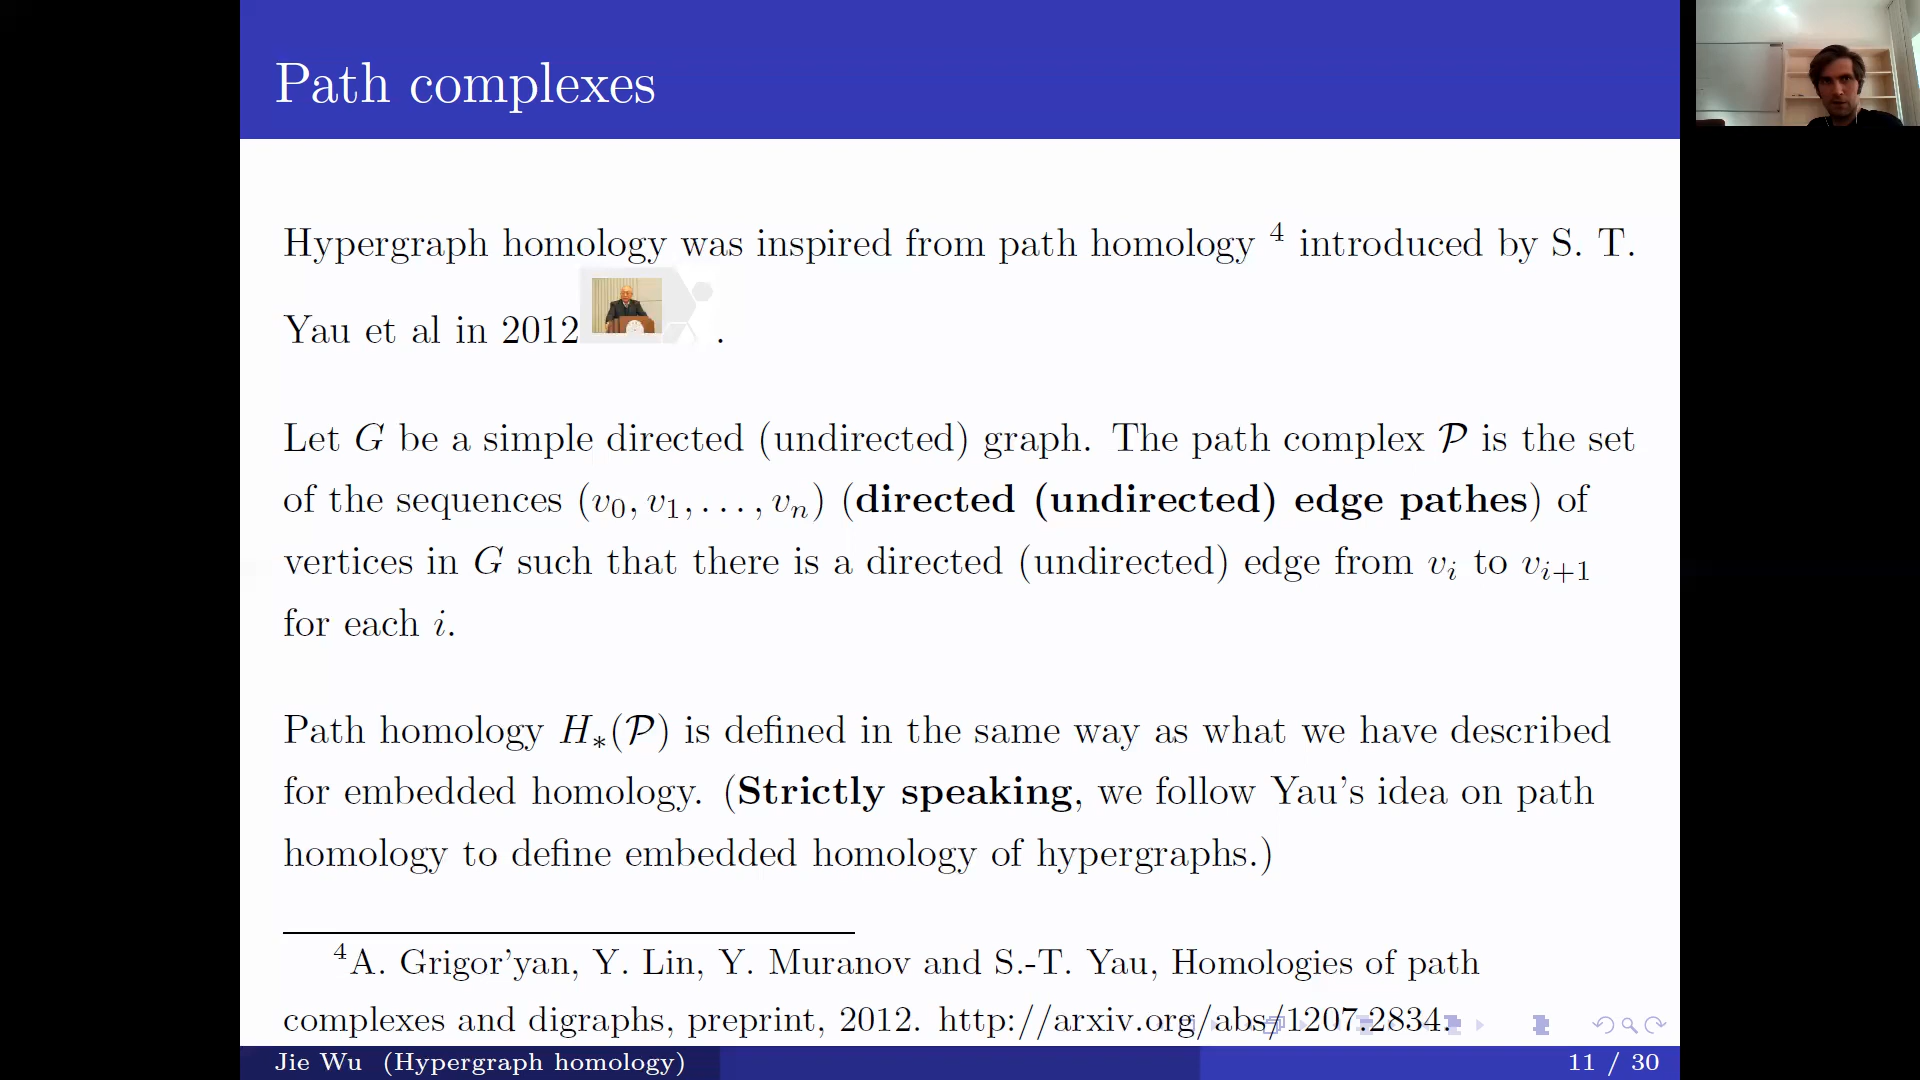 Path complexes
Hypergraph homology was inspired from path homology ⁴ introduced by S. T.
Yau et al in 2012 .
Let G be a simple directed (undirected) graph. The path complex 𝒫 is the set
of the sequences (v₀, v₁, . . . , vₙ) (directed (undirected) edge pathes) of
vertices in G such that there is a directed (undirected) edge from vᵢ to vᵢ₊₁
for each i.
Path homology H∗(𝒫) is defined in the same way as what we have described
for embedded homology. (Strictly speaking, we follow Yau's idea on path
homology to define embedded homology of hypergraphs.)
⁴A. Grigor'yan, Y. Lin, Y. Muranov and S.-T. Yau, Homologies of path
complexes and digraphs, preprint, 2012. http://arxiv.org/abs/1207.2834.
Jie Wu (Hypergraph homology) 11 / 30